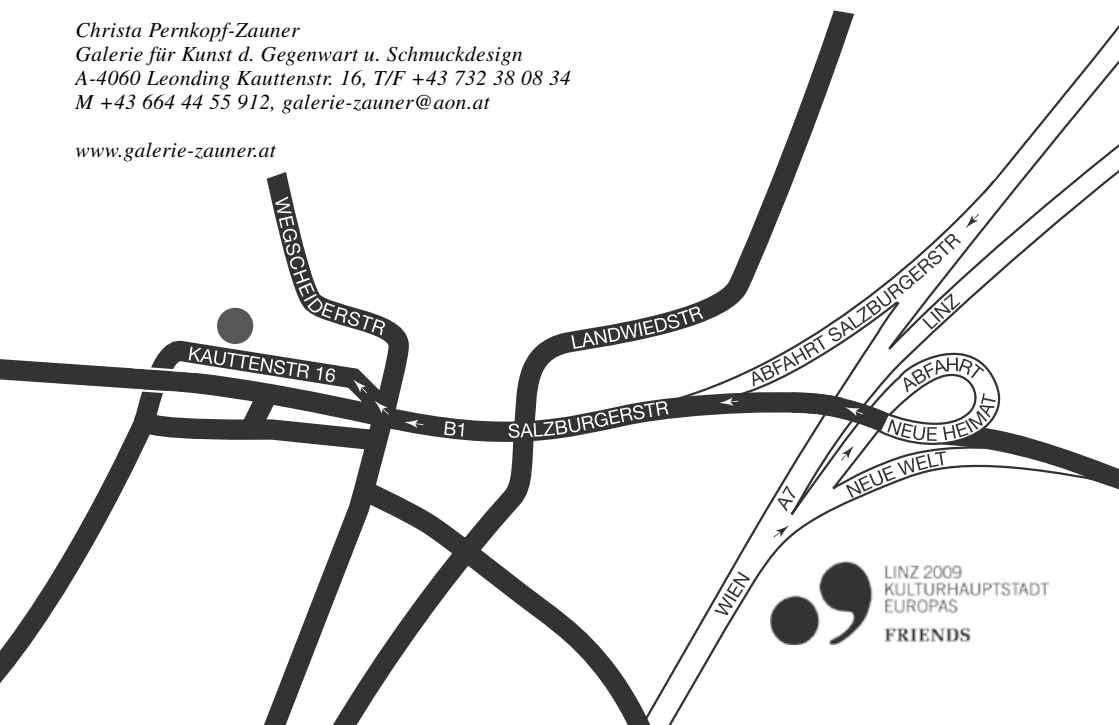 Christa Pernkopf-Zauner
Galerie für Kunst d. Gegenwart u. Schmuckdesign
A-4060 Leonding Kauttenstr. 16, T/F +43 732 38 08 34
M +43 664 44 55 912, galerie-zauner@aon.at
www.galerie-zauner.at
WEGSCHEIDERSTR
KAUTTENSTR 16
LANDWIEDSTR
B1
SALZBURGERSTR
ABFAHRT SALZBURGERSTR
LINZ
ABFAHRT
NEUE HEIMAT
NEUE WELT
A7
WIEN
LINZ 2009
KULTURHAUPTSTADT
EUROPAS
FRIENDS